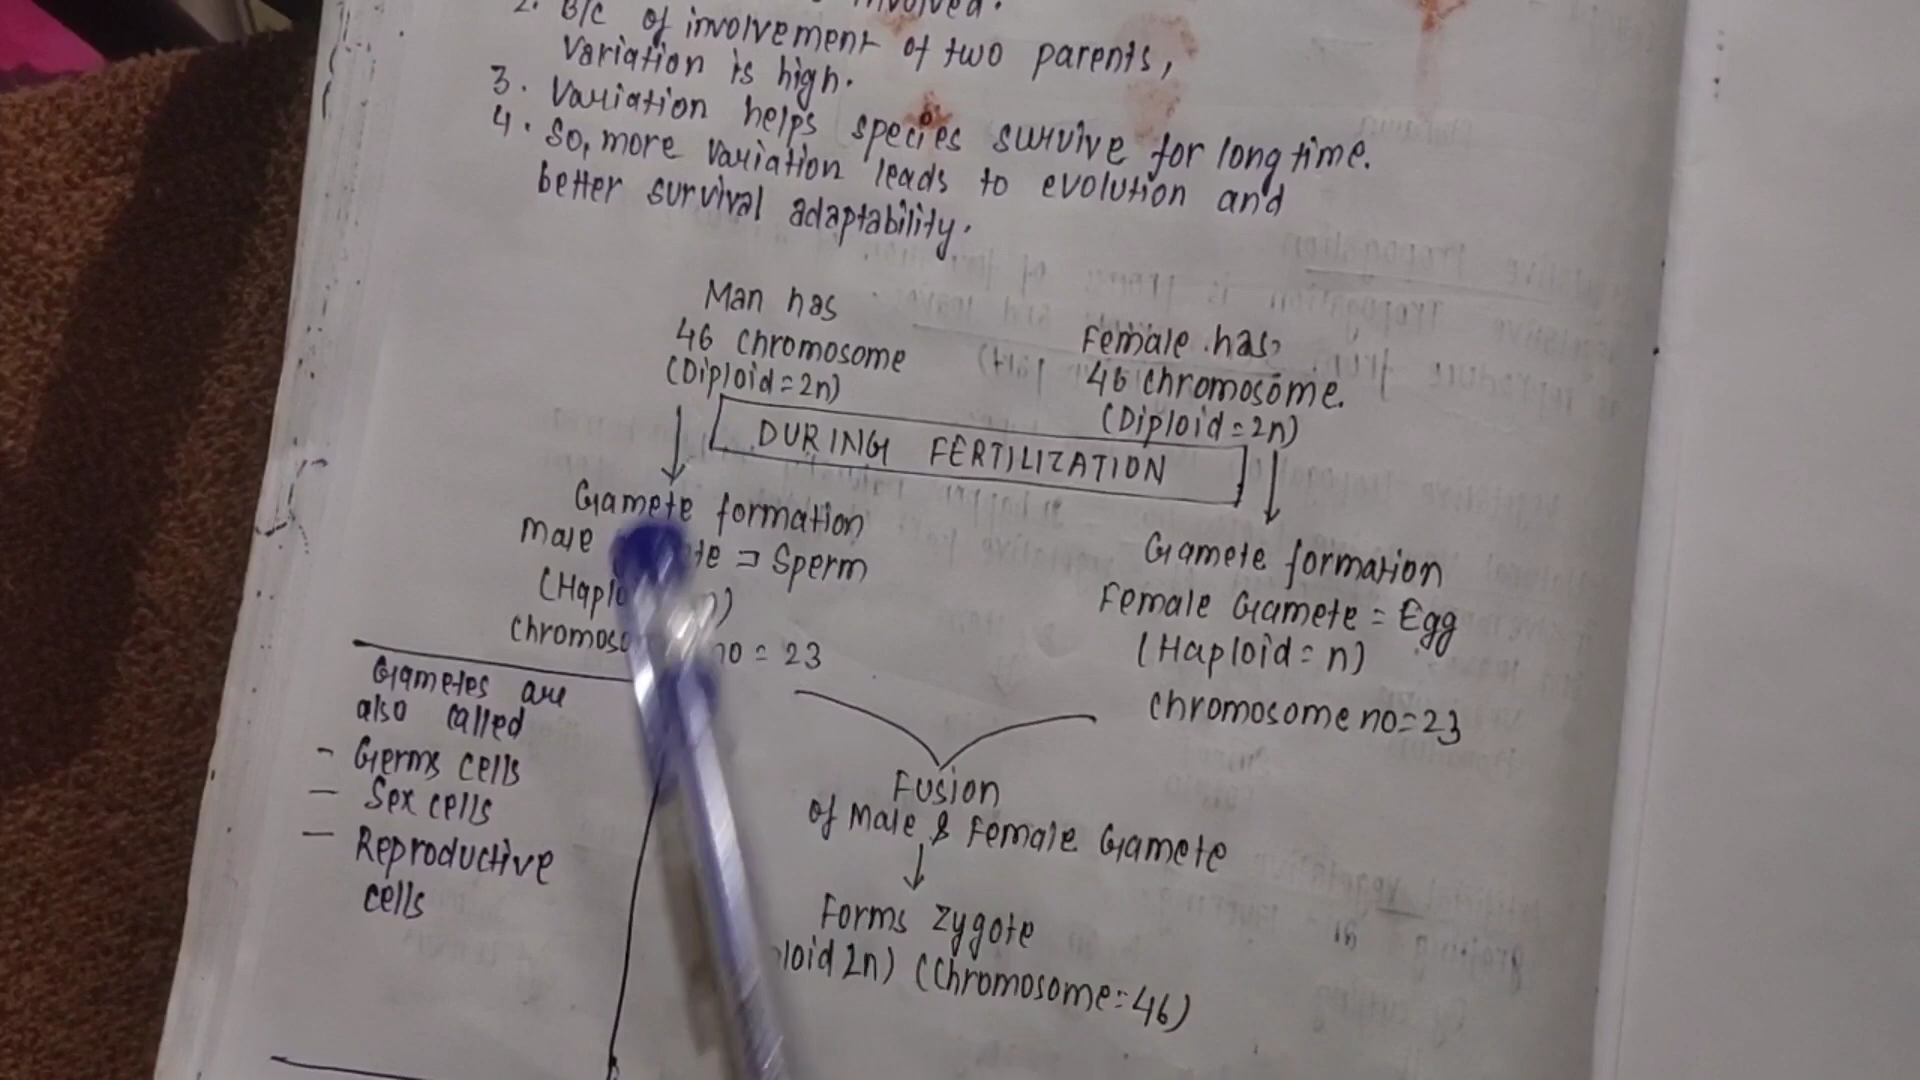 involved.
2. B/C of involvement of two parents,
variation is high.
3. Variation helps species survive for long time.
4. So, more variation leads to evolution and
better survival adaptability.
Man has
46 chromosome
(Diploid = 2n)
Female has
46 chromosome.
(Diploid = 2n)
DURING FERTILIZATION
Gamete formation
Male = Sperm
chromoso no = 23
Gamete formation
Female Gamete = Egg
(Haploid = n)
chromosome no = 23
Gametes are
also called
- Germs cells
- Sex cells
- Reproductive
cells
Fusion
of Male & Female Gamete
Forms Zygote
loid 2n) (Chromosome = 46)